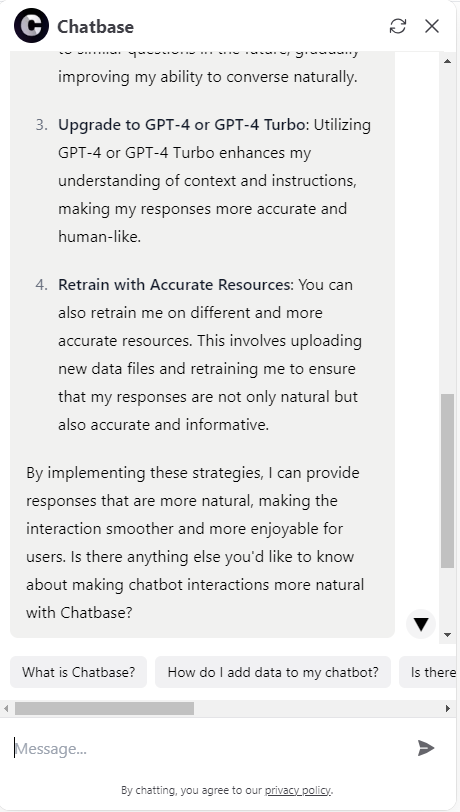 Chatbase
to similar questions in the future, gradually
improving my ability to converse naturally.
3. Upgrade to GPT-4 or GPT-4 Turbo: Utilizing
GPT-4 or GPT-4 Turbo enhances my
understanding of context and instructions,
making my responses more accurate and
human-like.
4. Retrain with Accurate Resources: You can
also retrain me on different and more
accurate resources. This involves uploading
new data files and retraining me to ensure
that my responses are not only natural but
also accurate and informative.
By implementing these strategies, I can provide
responses that are more natural, making the
interaction smoother and more enjoyable for
users. Is there anything else you'd like to know
about making chatbot interactions more natural
with Chatbase?
What is Chatbase? How do I add data to my chatbot? Is there
Message...
By chatting, you agree to our privacy policy.